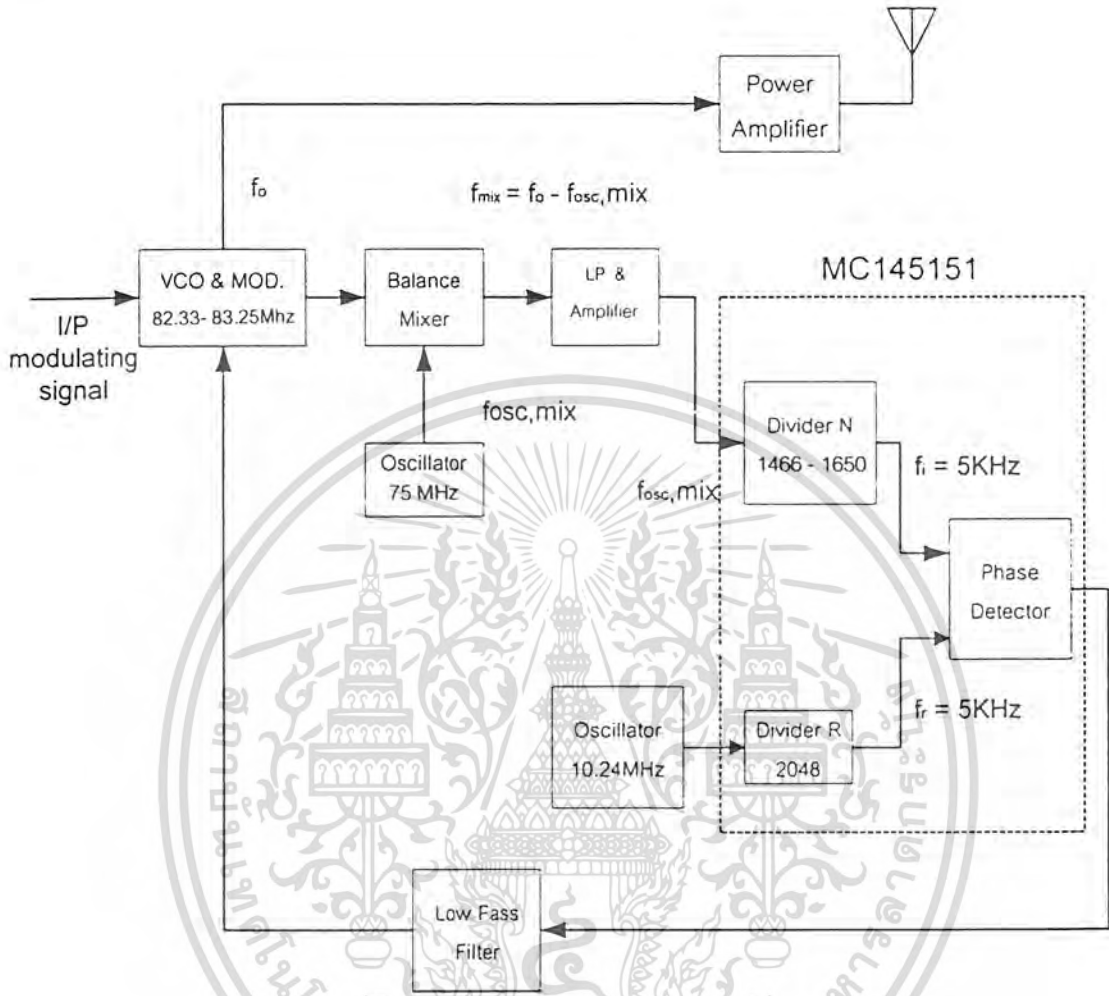 Power
Amplifier
fo
fmix = fo - fosc,mix
VCO & MOD.
82.33- 83.25Mhz
Balance
Mixer
LP &
Amplifier
MC145151
I/P
modulating
signal
fosc,mix
Oscillator
75 MHz
fosc,mix
Divider N
1466 - 1650
fi = 5KHz
Phase
Detector
Oscillator
10.24MHz
Divider R
2048
fr = 5KHz
Low Fass
Filter